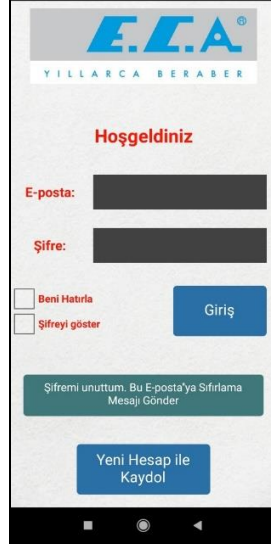 E.C.A.®
YILLARCA BERABER
Hoşgeldiniz
E-posta:
Şifre:
Beni Hatırla
Şifreyi göster
Giriş
Şifremi unuttum. Bu E-posta'ya Sıfırlama
Mesajı Gönder
Yeni Hesap ile
Kaydol